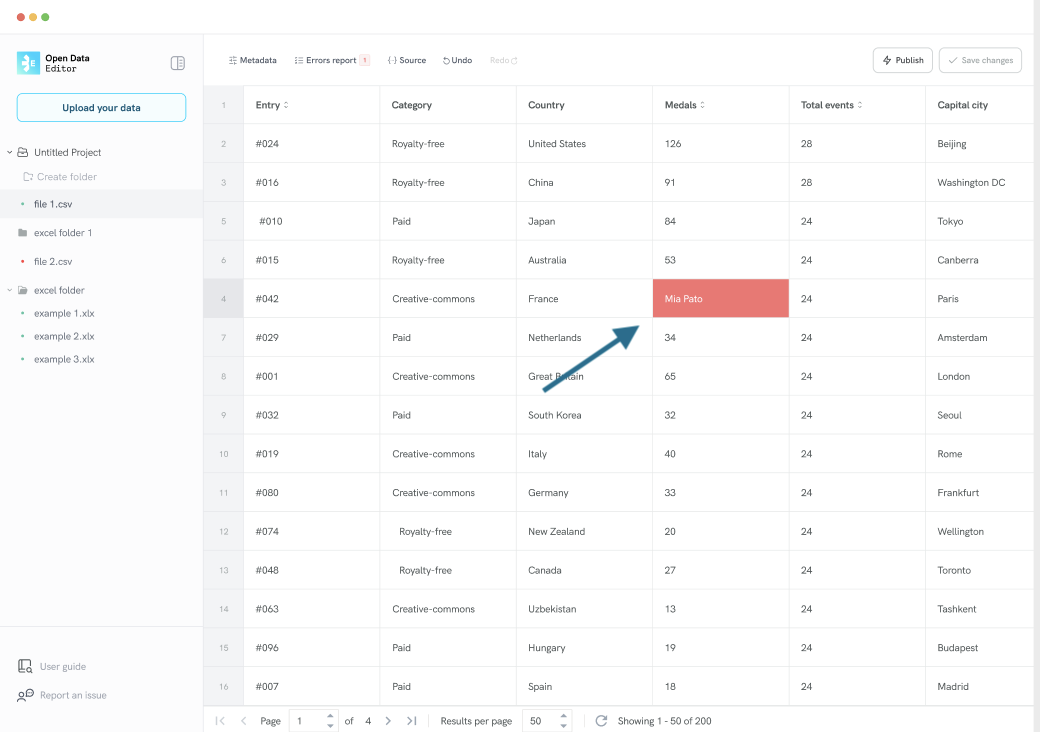 Open Data
Editor
Upload your data
Untitled Project
Create folder
file 1.csv
excel folder 1
file 2.csv
excel folder
example 1.xlx
example 2.xlx
example 3.xlx
User guide
Report an issue
Metadata Errors report 1 {·} Source Undo Redo Publish Save changes
1 Entry Category Country Medals Total events Capital city
2 #024 Royalty-free United States 126 28 Beijing
3 #016 Royalty-free China 91 28 Washington DC
5 #010 Paid Japan 84 24 Tokyo
6 #015 Royalty-free Australia 53 24 Canberra
4 #042 Creative-commons France Mia Pato 24 Paris
7 #029 Paid Netherlands 34 24 Amsterdam
8 #001 Creative-commons Great Britain 65 24 London
9 #032 Paid South Korea 32 24 Seoul
10 #019 Creative-commons Italy 40 24 Rome
11 #080 Creative-commons Germany 33 24 Frankfurt
12 #074 Royalty-free New Zealand 20 24 Wellington
13 #048 Royalty-free Canada 27 24 Toronto
14 #063 Creative-commons Uzbekistan 13 24 Tashkent
15 #096 Paid Hungary 19 24 Budapest
16 #007 Paid Spain 18 24 Madrid
Page 1 of 4 Results per page 50 Showing 1 - 50 of 200